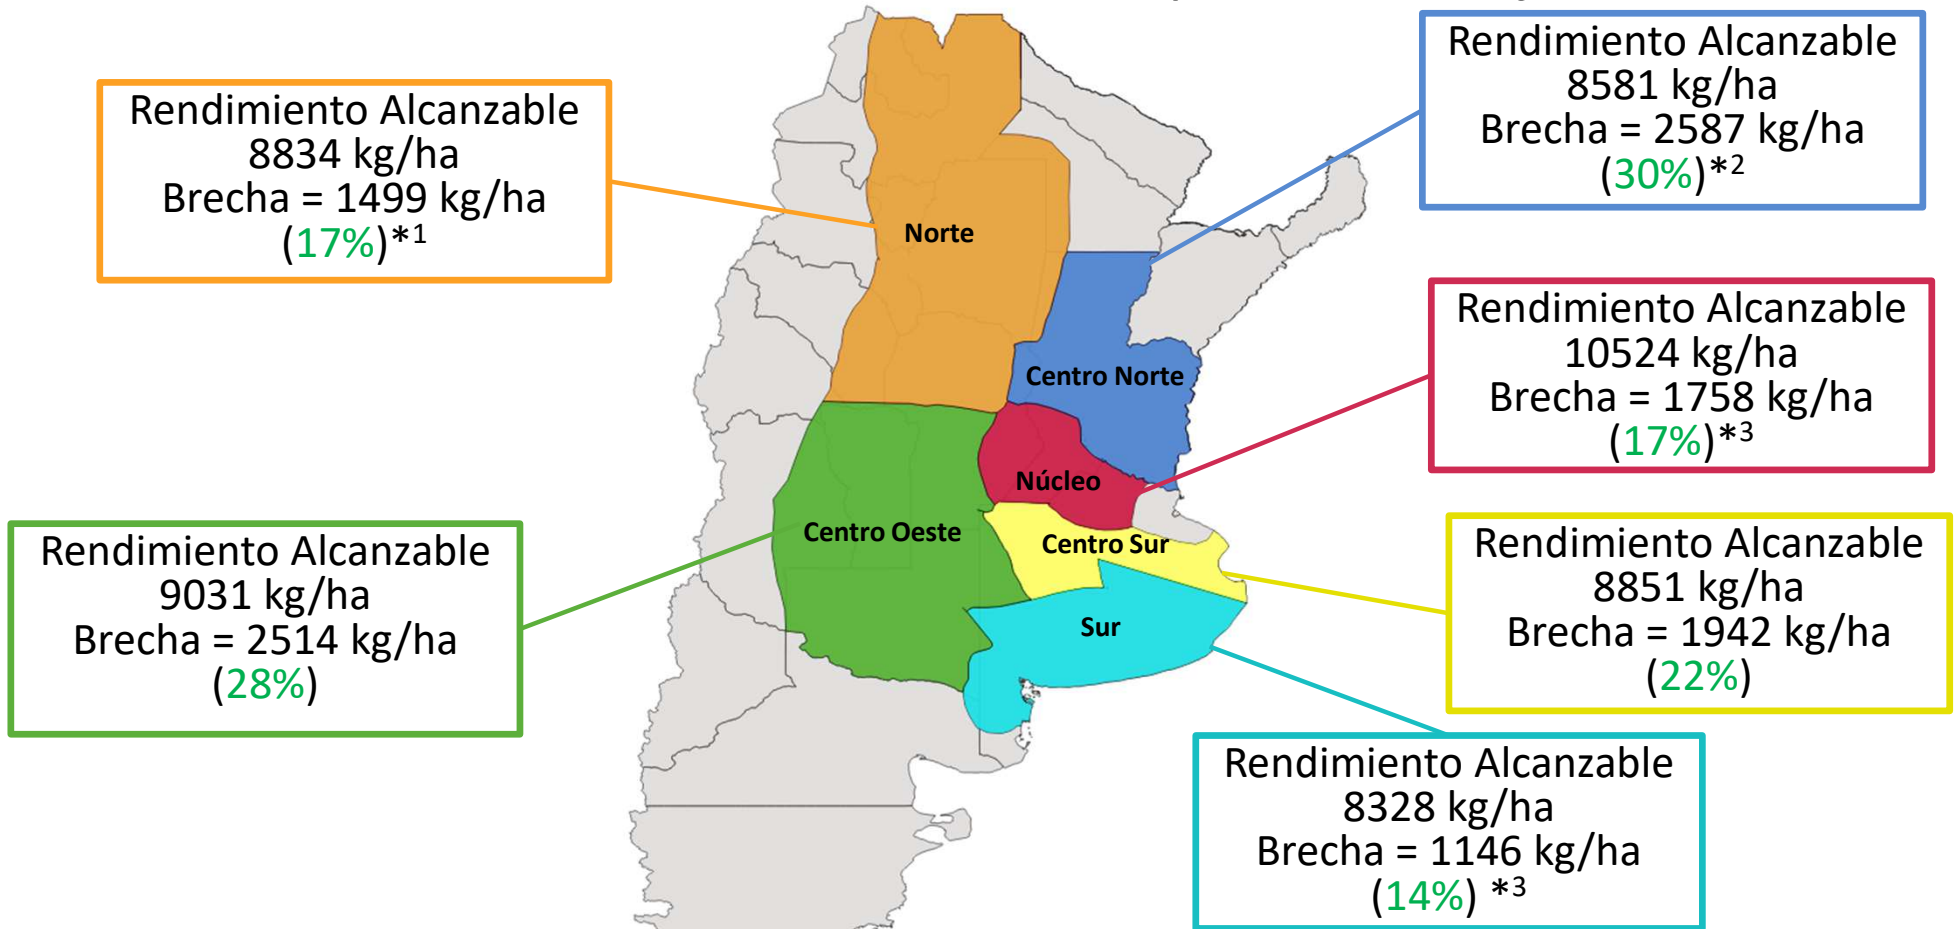 Rendimiento Alcanzable
8834 kg/ha
Brecha = 1499 kg/ha
(17%)*1
Rendimiento Alcanzable
8581 kg/ha
Brecha = 2587 kg/ha
(30%)*2
Norte
Rendimiento Alcanzable
10524 kg/ha
Brecha = 1758 kg/ha
(17%)*3
Centro Norte
Núcleo
Centro Oeste
Centro Sur
Sur
Rendimiento Alcanzable
9031 kg/ha
Brecha = 2514 kg/ha
(28%)
Rendimiento Alcanzable
8851 kg/ha
Brecha = 1942 kg/ha
(22%)
Rendimiento Alcanzable
8328 kg/ha
Brecha = 1146 kg/ha
(14%) *3